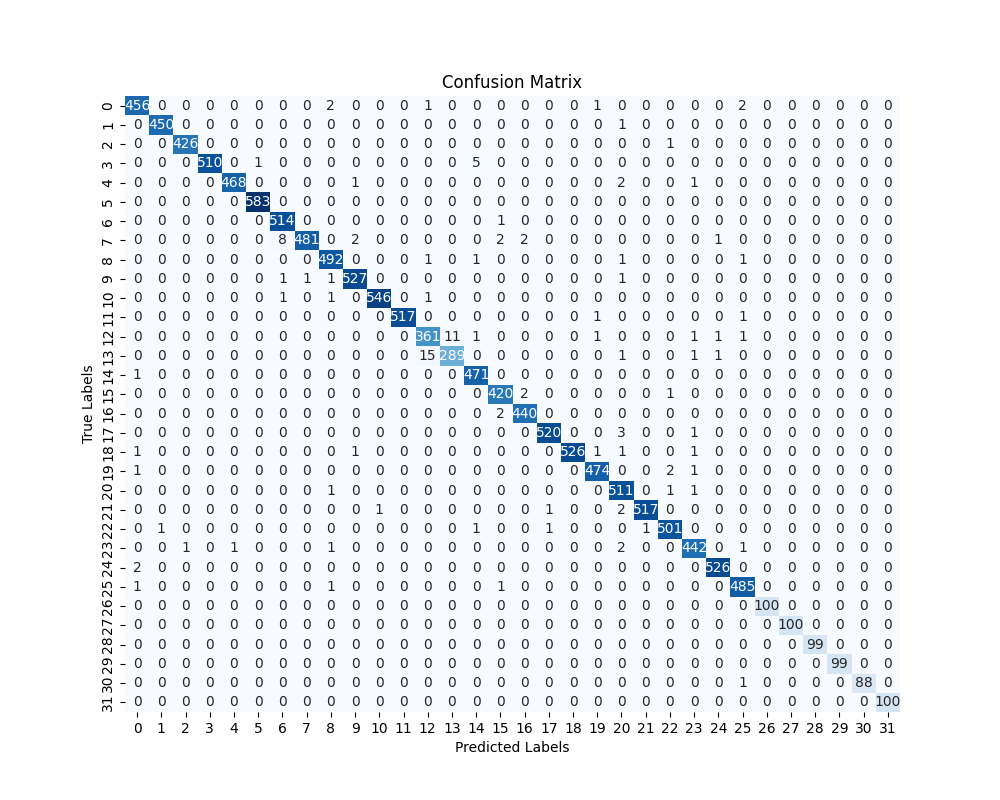 Confusion Matrix
0 456 0 0 0 0 0 0 0 2 0 0 0 1 0 0 0 0 0 0 1 0 0 0 0 0 2 0 0 0 0 0 0
1 0 450 0 0 0 0 0 0 0 0 0 0 0 0 0 0 0 0 0 0 1 0 0 0 0 0 0 0 0 0 0 0
2 0 0 426 0 0 0 0 0 0 0 0 0 0 0 0 0 0 0 0 0 0 0 1 0 0 0 0 0 0 0 0 0
3 0 0 0 510 0 1 0 0 0 0 0 0 0 0 5 0 0 0 0 0 0 0 0 0 0 0 0 0 0 0 0 0
4 0 0 0 0 468 0 0 0 0 1 0 0 0 0 0 0 0 0 0 0 2 0 0 1 0 0 0 0 0 0 0 0
5 0 0 0 0 0 583 0 0 0 0 0 0 0 0 0 0 0 0 0 0 0 0 0 0 0 0 0 0 0 0 0 0
6 0 0 0 0 0 0 514 0 0 0 0 0 0 0 0 1 0 0 0 0 0 0 0 0 0 0 0 0 0 0 0 0
7 0 0 0 0 0 0 8 481 0 2 0 0 0 0 0 2 2 0 0 0 0 0 0 0 1 0 0 0 0 0 0 0
8 0 0 0 0 0 0 0 0 492 0 0 0 1 0 1 0 0 0 0 0 1 0 0 0 0 1 0 0 0 0 0 0
9 0 0 0 0 0 0 1 1 1 527 0 0 0 0 0 0 0 0 0 0 1 0 0 0 0 0 0 0 0 0 0 0
10 0 0 0 0 0 0 1 0 1 0 546 0 1 0 0 0 0 0 0 0 0 0 0 0 0 0 0 0 0 0 0 0
11 0 0 0 0 0 0 0 0 0 0 0 517 0 0 0 0 0 0 0 1 0 0 0 0 0 1 0 0 0 0 0 0
12 0 0 0 0 0 0 0 0 0 0 0 0 361 11 1 0 0 0 0 1 0 0 0 1 1 1 0 0 0 0 0 0
13 0 0 0 0 0 0 0 0 0 0 0 0 15 289 0 0 0 0 0 0 1 0 0 1 1 0 0 0 0 0 0 0
14 1 0 0 0 0 0 0 0 0 0 0 0 0 0 471 0 0 0 0 0 0 0 0 0 0 0 0 0 0 0 0 0
15 0 0 0 0 0 0 0 0 0 0 0 0 0 0 0 420 2 0 0 0 0 0 1 0 0 0 0 0 0 0 0 0
16 0 0 0 0 0 0 0 0 0 0 0 0 0 0 0 2 440 0 0 0 0 0 0 0 0 0 0 0 0 0 0 0
17 0 0 0 0 0 0 0 0 0 0 0 0 0 0 0 0 0 520 0 0 3 0 0 1 0 0 0 0 0 0 0 0
18 1 0 0 0 0 0 0 0 0 1 0 0 0 0 0 0 0 0 526 1 1 0 0 1 0 0 0 0 0 0 0 0
19 1 0 0 0 0 0 0 0 0 0 0 0 0 0 0 0 0 0 0 474 0 0 2 1 0 0 0 0 0 0 0 0
20 0 0 0 0 0 0 0 0 1 0 0 0 0 0 0 0 0 0 0 0 511 0 1 1 0 0 0 0 0 0 0 0
21 0 0 0 0 0 0 0 0 0 0 1 0 0 0 0 0 0 1 0 0 2 517 0 0 0 0 0 0 0 0 0 0
22 0 1 0 0 0 0 0 0 0 0 0 0 0 0 1 0 0 1 0 0 0 1 501 0 0 0 0 0 0 0 0 0
23 0 0 1 0 1 0 0 0 1 0 0 0 0 0 0 0 0 0 0 0 2 0 0 442 0 1 0 0 0 0 0 0
24 2 0 0 0 0 0 0 0 0 0 0 0 0 0 0 0 0 0 0 0 0 0 0 0 526 0 0 0 0 0 0 0
25 1 0 0 0 0 0 0 0 1 0 0 0 0 0 0 1 0 0 0 0 0 0 0 0 0 485 0 0 0 0 0 0
26 0 0 0 0 0 0 0 0 0 0 0 0 0 0 0 0 0 0 0 0 0 0 0 0 0 0 100 0 0 0 0 0
27 0 0 0 0 0 0 0 0 0 0 0 0 0 0 0 0 0 0 0 0 0 0 0 0 0 0 0 100 0 0 0 0
28 0 0 0 0 0 0 0 0 0 0 0 0 0 0 0 0 0 0 0 0 0 0 0 0 0 0 0 0 99 0 0 0
29 0 0 0 0 0 0 0 0 0 0 0 0 0 0 0 0 0 0 0 0 0 0 0 0 0 0 0 0 0 99 0 0
30 0 0 0 0 0 0 0 0 0 0 0 0 0 0 0 0 0 0 0 0 0 0 0 0 0 1 0 0 0 0 88 0
31 0 0 0 0 0 0 0 0 0 0 0 0 0 0 0 0 0 0 0 0 0 0 0 0 0 0 0 0 0 0 0 100
True Labels
0 1 2 3 4 5 6 7 8 9 10 11 12 13 14 15 16 17 18 19 20 21 22 23 24 25 26 27 28 29 30 31
Predicted Labels